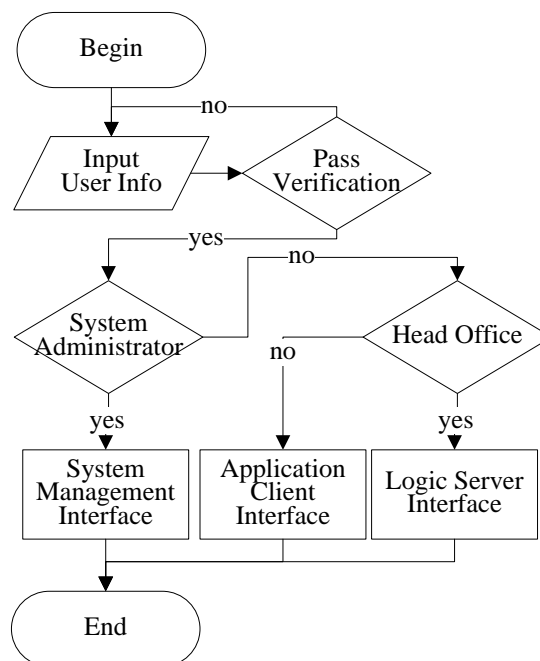 Begin
no
Input
User Info
Pass
Verification
yes
no
System
Administrator
Head Office
no
yes
yes
System
Management
Interface
Application
Client
Interface
Logic Server
Interface
End